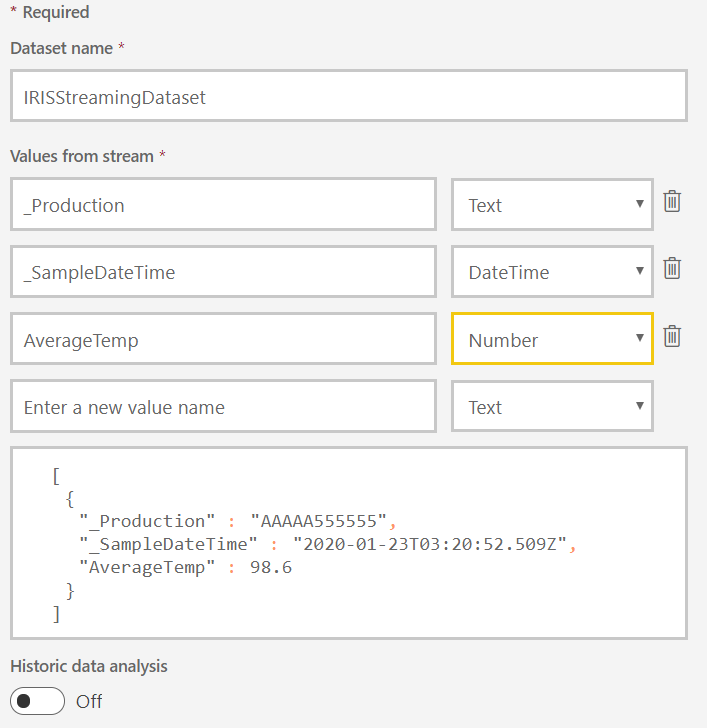 * Required
Dataset name *
IRISStreamingDataset
Values from stream *
_Production Text
_SampleDateTime DateTime
AverageTemp Number
Enter a new value name Text
[
{
"_Production" : "AAAAA555555",
"_SampleDateTime" : "2020-01-23T03:20:52.509Z",
"AverageTemp" : 98.6
}
]
Historic data analysis
Off